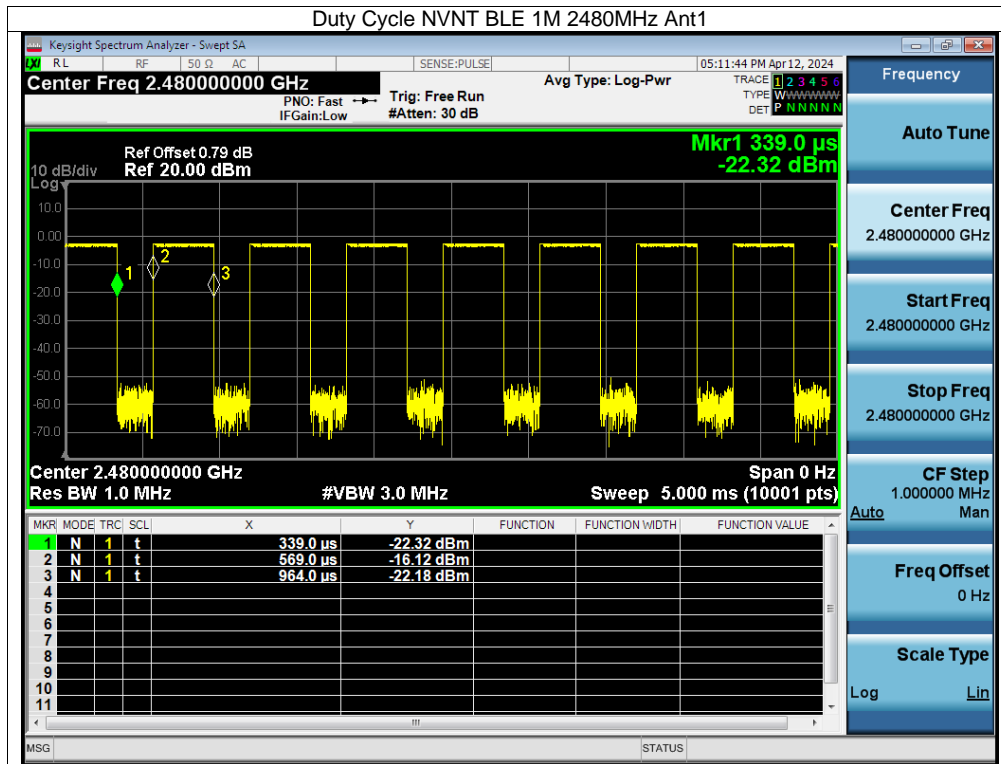 Duty Cycle NVNT BLE 1M 2480MHz Ant1
Keysight Spectrum Analyzer - Swept SA
LXI RL RF 50 Ω AC SENSE:PULSE 05:11:44 PM Apr 12, 2024
Center Freq 2.480000000 GHz Avg Type: Log-Pwr TRACE 1 2 3 4 5 6
PNO: Fast Trig: Free Run TYPE WWWWWWW
IFGain:Low #Atten: 30 dB DET P N N N N N
Ref Offset 0.79 dB Mkr1 339.0 µs
10 dB/div Ref 20.00 dBm -22.32 dBm
Log
10.0
0.00
-10.0
-20.0
-30.0
-40.0
-50.0
-60.0
-70.0
1
2
3
Center 2.480000000 GHz Span 0 Hz
Res BW 1.0 MHz #VBW 3.0 MHz Sweep 5.000 ms (10001 pts)
MKR MODE TRC SCL X Y FUNCTION FUNCTION WIDTH FUNCTION VALUE
1 N 1 t 339.0 µs -22.32 dBm
2 N 1 t 569.0 µs -16.12 dBm
3 N 1 t 964.0 µs -22.18 dBm
4
5
6
7
8
9
10
11
MSG STATUS
Frequency
Auto Tune
Center Freq
2.480000000 GHz
Start Freq
2.480000000 GHz
Stop Freq
2.480000000 GHz
CF Step
1.000000 MHz
Auto Man
Freq Offset
0 Hz
Scale Type
Log Lin